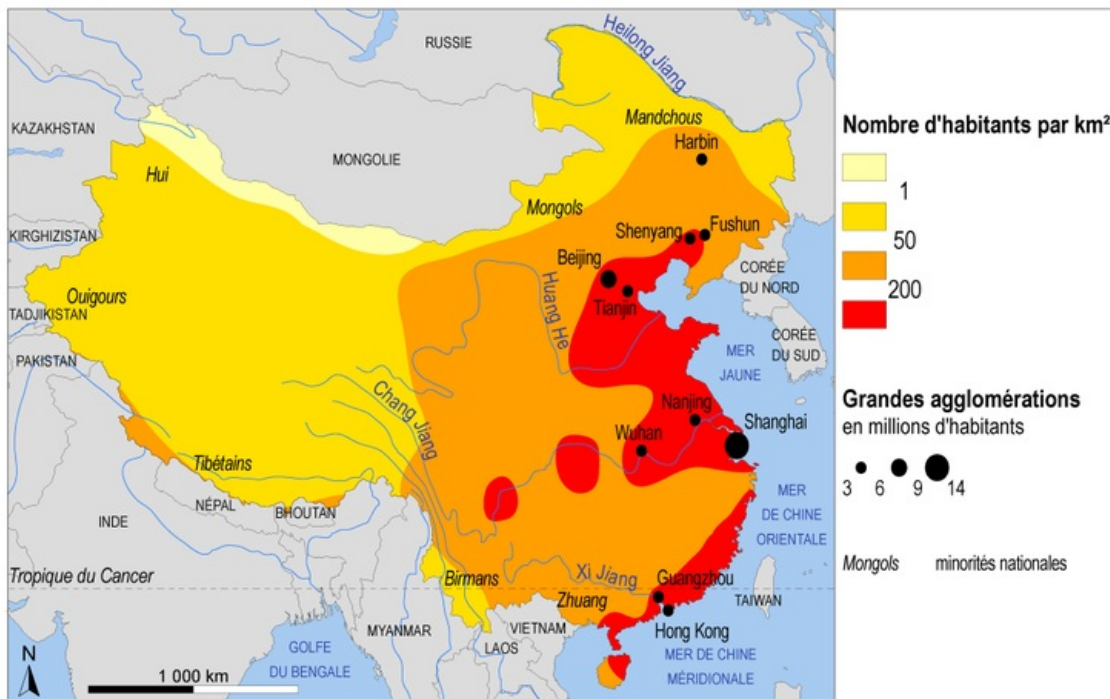 RUSSIE
Heilong Jiang
KAZAKHSTAN
Mandchous
Harbin
MONGOLIE
Hui
Mongols
KIRGHIZISTAN
Shenyang
Fushun
Beijing
Tianjin
CORÉE
DU NORD
Ouigours
TADJIKISTAN
Huang He
CORÉE
DU SUD
PAKISTAN
MER
JAUNE
Chang Jiang
Nanjing
Shanghai
Wuhan
Tibétains
NÉPAL
BHOUTAN
INDE
MER
DE CHINE
ORIENTALE
Tropique du Cancer
Birmans
Xi Jiang
Guangzhou
Zhuang
TAIWAN
Hong Kong
MYANMAR
VIETNAM
LAOS
GOLFE
DU BENGALE
MER DE CHINE
MÉRIDIONALE
N
1 000 km
Nombre d'habitants par km²
1
50
200
Grandes agglomérations
en millions d'habitants
3 6 9 14
Mongols minorités nationales